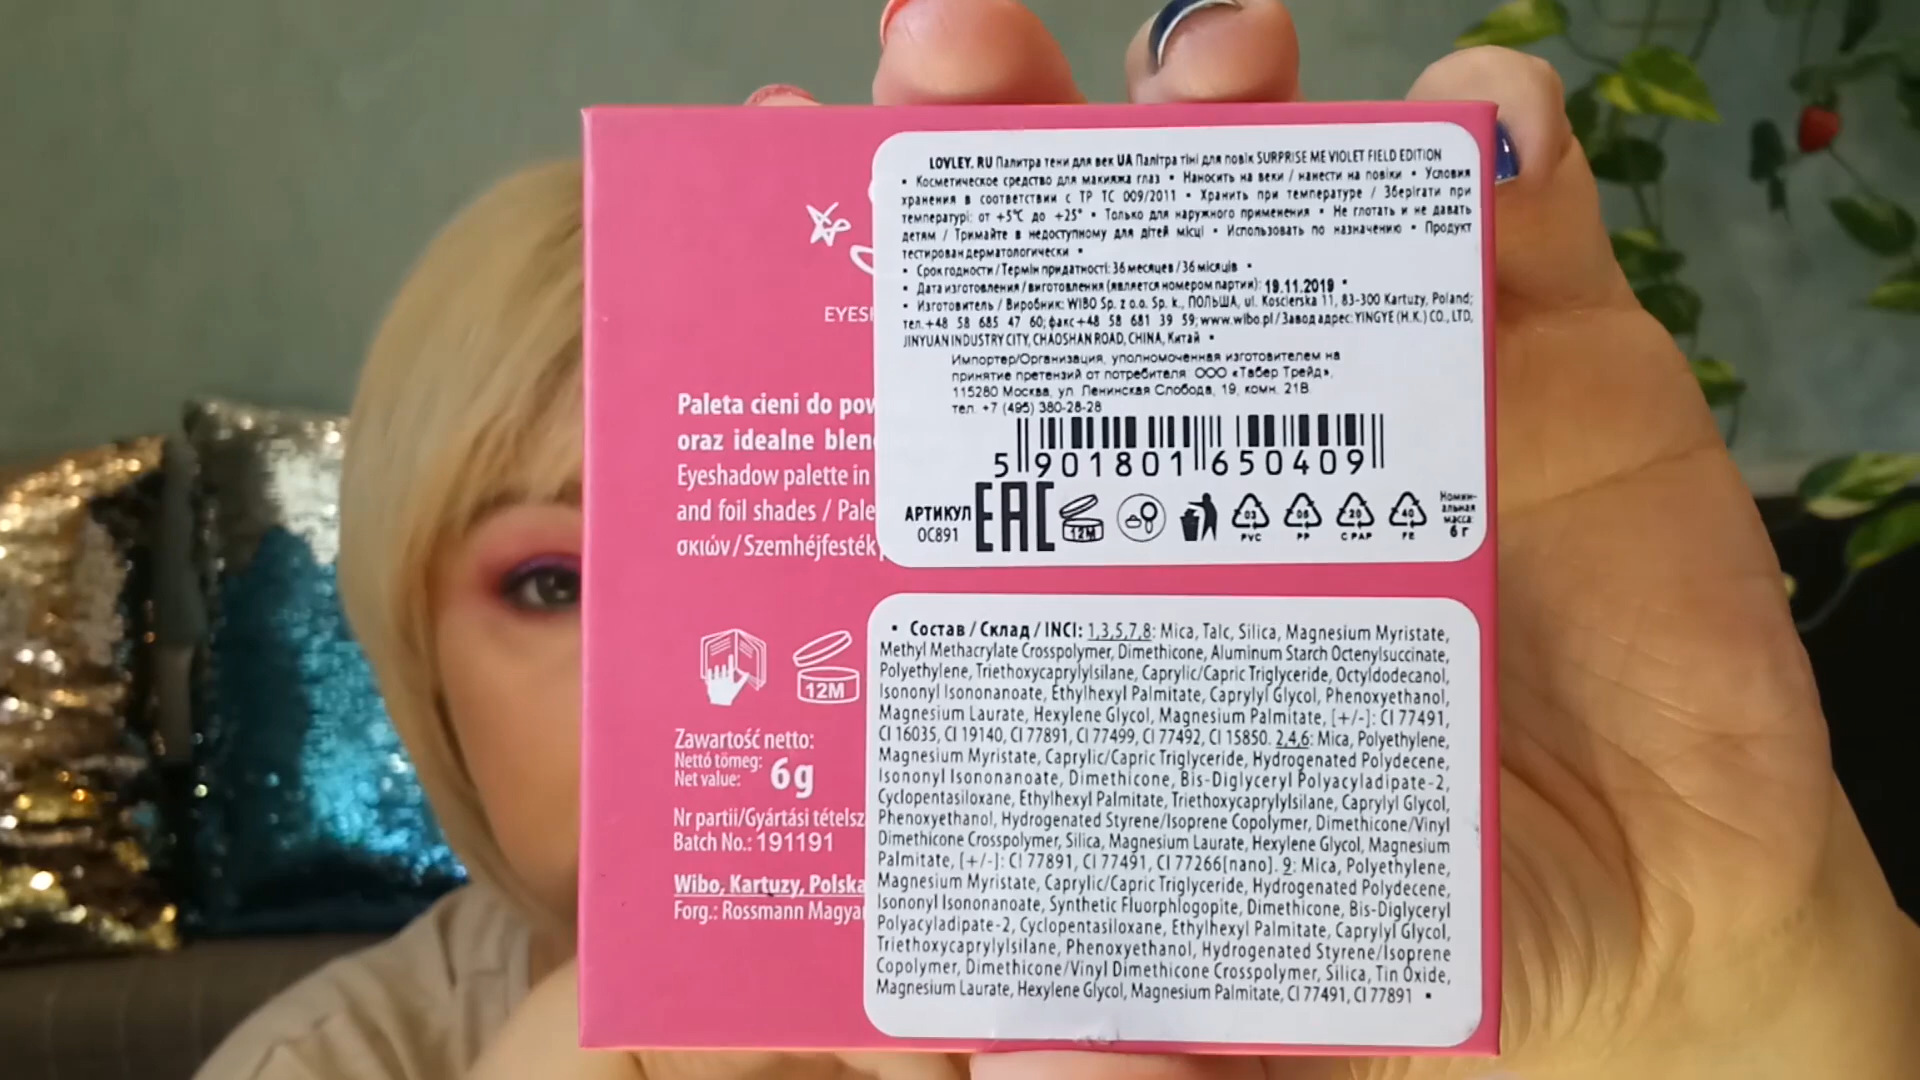 EYES
Paleta cieni do pow
oraz idealne blen
Eyeshadow palette in
and foil shades / Pale
σκιών / Szemhéjfesték
12M
Zawartość netto:
Nettó tömeg:
Net value: 6g
Nr partii/Gyártási tételsz
Batch No.: 191191
Wibo, Kartuzy, Polska
Forg.: Rossmann Magya
LOVLEY. RU Палитра тени для век UA Палітра тіні для повік SURPRISE ME VIOLET FIELD EDITION
• Косметическое средство для макияжа глаз • Наносить на веки / нанести на повіки • Условия
хранения в соответствии с ТР ТС 009/2011 • Хранить при температуре / Зберігати при
температурі: от +5℃ до +25° • Только для наружного применения • Не глотать и не давать
детям / Тримайте в недоступному для дітей місці • Использовать по назначению • Продукт
тестирован дерматологически •
• Срок годности / Термін придатності: 36 месяцев / 36 місяців •
• Дата изготовления / виготовлення (является номером партии): 19.11.2019 •
• Изготовитель / Виробник: WIBO Sp. z o.o. Sp. k., ПОЛЬША, ul. Koscierska 11, 83-300 Kartuzy, Poland;
тел.+48 58 685 47 60; факс+48 58 681 39 59; www.wibo.pl / Завод адрес: YINGYE (H.K.) CO., LTD,
JINYUAN INDUSTRY CITY, CHAOSHAN ROAD, CHINA, Китай •
Импортер/Организация, уполномоченная изготовителем на
принятие претензий от потребителя: ООО «Табер Трейд»,
115280 Москва, ул. Ленинская Слобода, 19, комн. 21В
тел. +7 (495) 380-28-28
5 901801 650409
АРТИКУЛ
OC891
EAC
12M
03 PVC
05 PP
20 C PAP
40 FE
Номин-
альная
масса:
6 г
• Состав / Склад / INCI: 1,3,5,7,8: Mica, Talc, Silica, Magnesium Myristate,
Methyl Methacrylate Crosspolymer, Dimethicone, Aluminum Starch Octenylsuccinate,
Polyethylene, Triethoxycaprylylsilane, Caprylic/Capric Triglyceride, Octyldodecanol,
Isononyl Isononanoate, Ethylhexyl Palmitate, Caprylyl Glycol, Phenoxyethanol,
Magnesium Laurate, Hexylene Glycol, Magnesium Palmitate, [+/-]: CI 77491,
CI 16035, CI 19140, CI 77891, CI 77499, CI 77492, CI 15850. 2,4,6: Mica, Polyethylene,
Magnesium Myristate, Caprylic/Capric Triglyceride, Hydrogenated Polydecene,
Isononyl Isononanoate, Dimethicone, Bis-Diglyceryl Polyacyladipate-2,
Cyclopentasiloxane, Ethylhexyl Palmitate, Triethoxycaprylylsilane, Caprylyl Glycol,
Phenoxyethanol, Hydrogenated Styrene/Isoprene Copolymer, Dimethicone/Vinyl
Dimethicone Crosspolymer, Silica, Magnesium Laurate, Hexylene Glycol, Magnesium
Palmitate, [+/-]: CI 77891, CI 77491, CI 77266[nano]. 9: Mica, Polyethylene,
Magnesium Myristate, Caprylic/Capric Triglyceride, Hydrogenated Polydecene,
Isononyl Isononanoate, Synthetic Fluorphlogopite, Dimethicone, Bis-Diglyceryl
Polyacyladipate-2, Cyclopentasiloxane, Ethylhexyl Palmitate, Caprylyl Glycol,
Triethoxycaprylylsilane, Phenoxyethanol, Hydrogenated Styrene/Isoprene
Copolymer, Dimethicone/Vinyl Dimethicone Crosspolymer, Silica, Tin Oxide,
Magnesium Laurate, Hexylene Glycol, Magnesium Palmitate, CI 77491, CI 77891 •